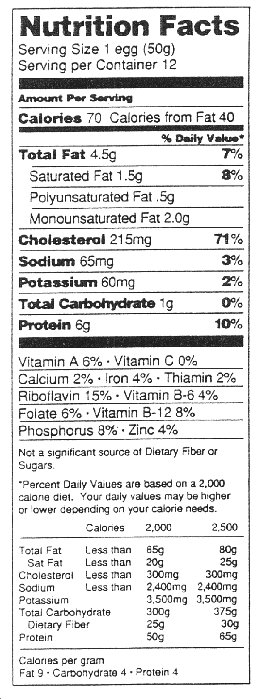 Nutrition Facts
Serving Size 1 egg (50g)
Serving per Container 12
Amount Per Serving
Calories 70 Calories from Fat 40
% Daily Value*
Total Fat 4.5g 7%
Saturated Fat 1.5g 8%
Polyunsaturated Fat .5g
Monounsaturated Fat 2.0g
Cholesterol 215mg 71%
Sodium 65mg 3%
Potassium 60mg 2%
Total Carbohydrate 1g 0%
Protein 6g 10%
Vitamin A 6% · Vitamin C 0%
Calcium 2% · Iron 4% · Thiamin 2%
Riboflavin 15% · Vitamin B-6 4%
Folate 6% · Vitamin B-12 8%
Phosphorus 8% · Zinc 4%
Not a significant source of Dietary Fiber or
Sugars.
*Percent Daily Values are based on a 2,000
calorie diet. Your daily values may be higher
or lower depending on your calorie needs.
Calories 2,000 2,500
Total Fat Less than 65g 80g
Sat Fat Less than 20g 25g
Cholesterol Less than 300mg 300mg
Sodium Less than 2,400mg 2,400mg
Potassium 3,500mg 3,500mg
Total Carbohydrate 300g 375g
Dietary Fiber 25g 30g
Protein 50g 65g
Calories per gram
Fat 9 · Carbohydrate 4 · Protein 4